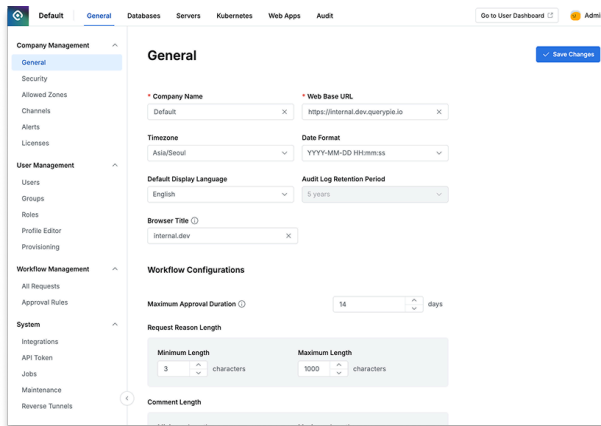 Default General Databases Servers Kubernetes Web Apps Audit Go to User Dashboard Admi
Company Management
General
Security
Allowed Zones
Channels
Alerts
Licenses
User Management
Users
Groups
Roles
Profile Editor
Provisioning
Workflow Management
All Requests
Approval Rules
System
Integrations
API Token
Jobs
Maintenance
Reverse Tunnels
General
Save Changes
* Company Name * Web Base URL
Default https://internal.dev.querypie.io
Timezone Date Format
Asia/Seoul YYYY-MM-DD HH:mm:ss
Default Display Language Audit Log Retention Period
English 5 years
Browser Title
internal.dev
Workflow Configurations
Maximum Approval Duration 14 days
Request Reason Length
Minimum Length Maximum Length
3 characters 1000 characters
Comment Length